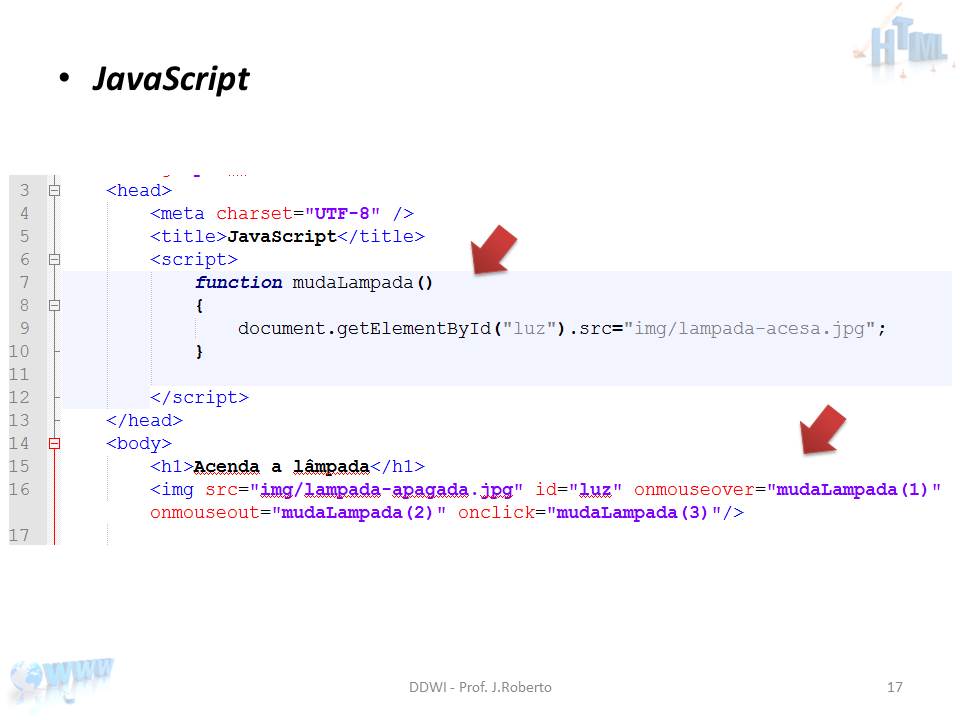 HTML
• JavaScript
3 <head>
4 <meta charset="UTF-8" />
5 <title>JavaScript</title>
6 <script>
7 function mudaLampada()
8 {
9 document.getElementById("luz").src="img/lampada-acesa.jpg";
10 }
11
12 </script>
13 </head>
14 <body>
15 <h1>Acenda a lâmpada</h1>
16 <img src="img/lampada-apagada.jpg" id="luz" onmouseover="mudaLampada(1)"
onmouseout="mudaLampada(2)" onclick="mudaLampada(3)"/>
17
WWW
DDWI - Prof. J.Roberto
17